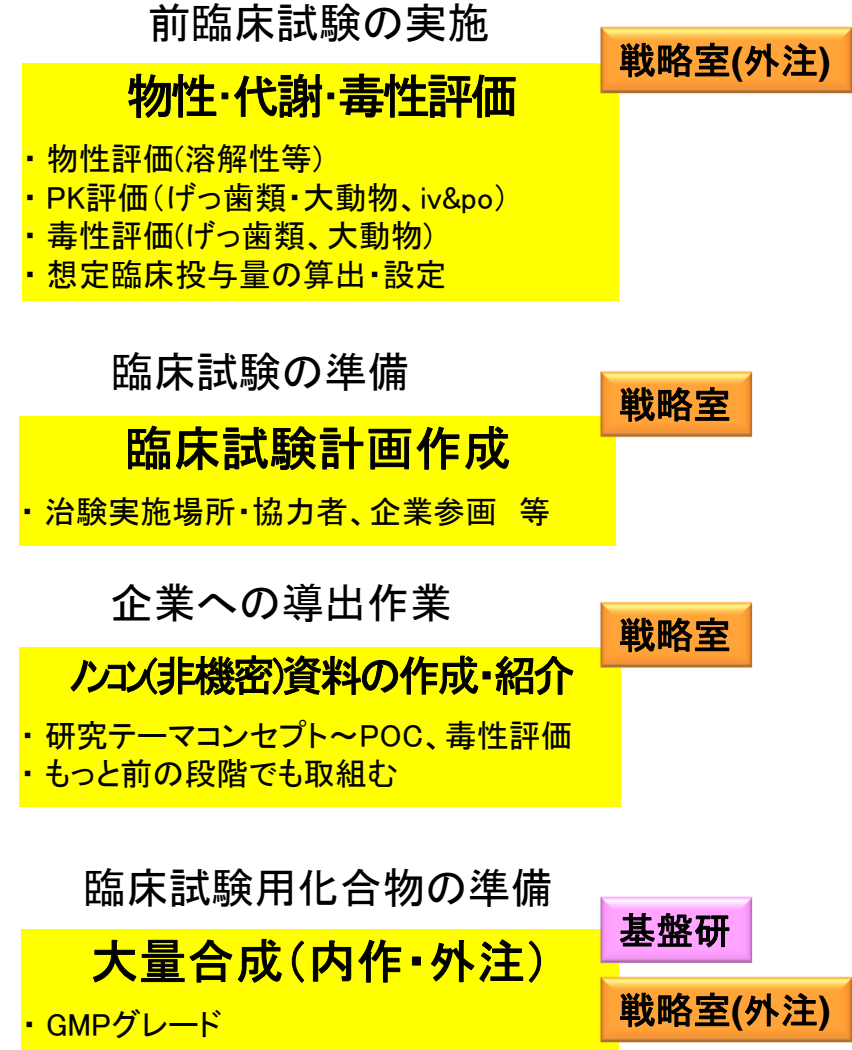 前臨床試験の実施
戦略室(外注)
物性・代謝・毒性評価
・ 物性評価(溶解性等)
・ PK評価（げっ歯類・大動物、iv&po）
・ 毒性評価(げっ歯類、大動物)
・ 想定臨床投与量の算出・設定
臨床試験の準備
戦略室
臨床試験計画作成
・ 治験実施場所・協力者、企業参画　等
企業への導出作業
戦略室
ﾉﾝｺﾝ(非機密)資料の作成・紹介
・ 研究テーマコンセプト～POC、毒性評価
・ もっと前の段階でも取組む
臨床試験用化合物の準備
基盤研
大量合成（内作・外注）
戦略室(外注)
・ GMPグレード